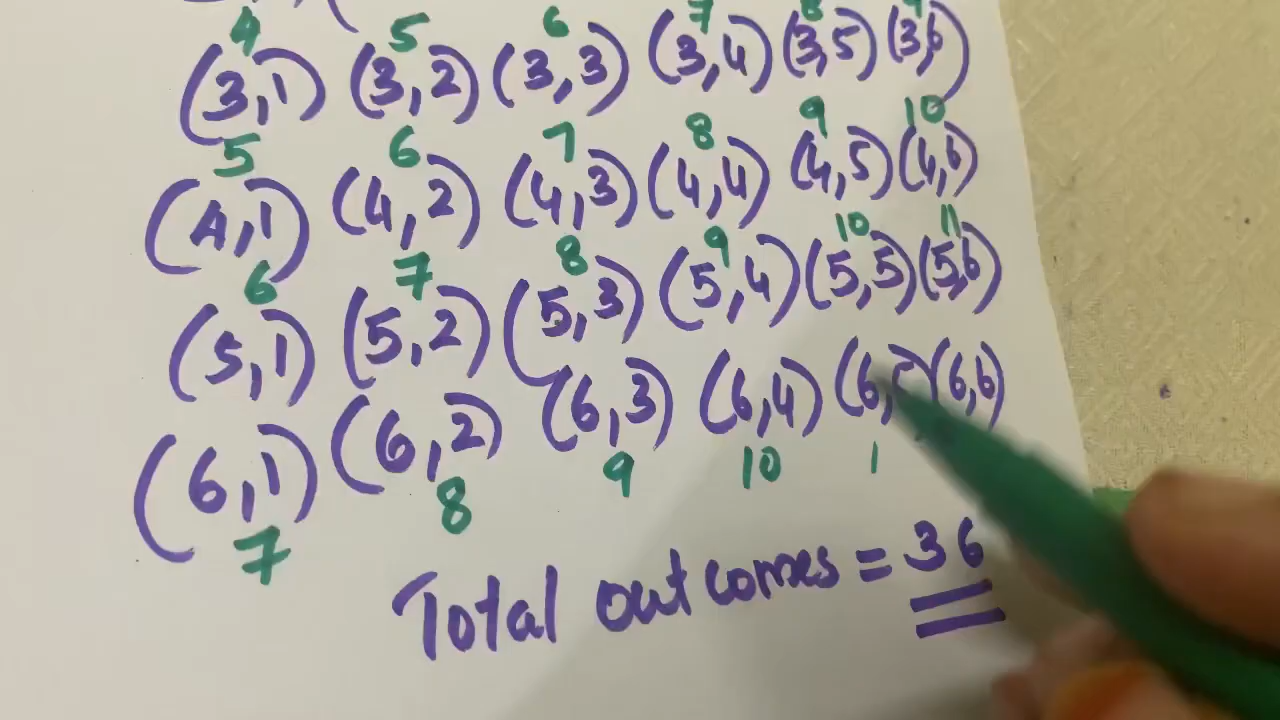 4 5 6 7 8 9
(3,1) (3,2) (3,3) (3,4) (3,5) (3,6)
5 6 7 8 9 10
(4,1) (4,2) (4,3) (4,4) (4,5) (4,6)
6 7 8 9 10 11
(5,1) (5,2) (5,3) (5,4) (5,5) (5,6)
(6,1) (6,2) (6,3) (6,4) (6, (6,6)
7 8 9 10 1
Total outcomes = 36